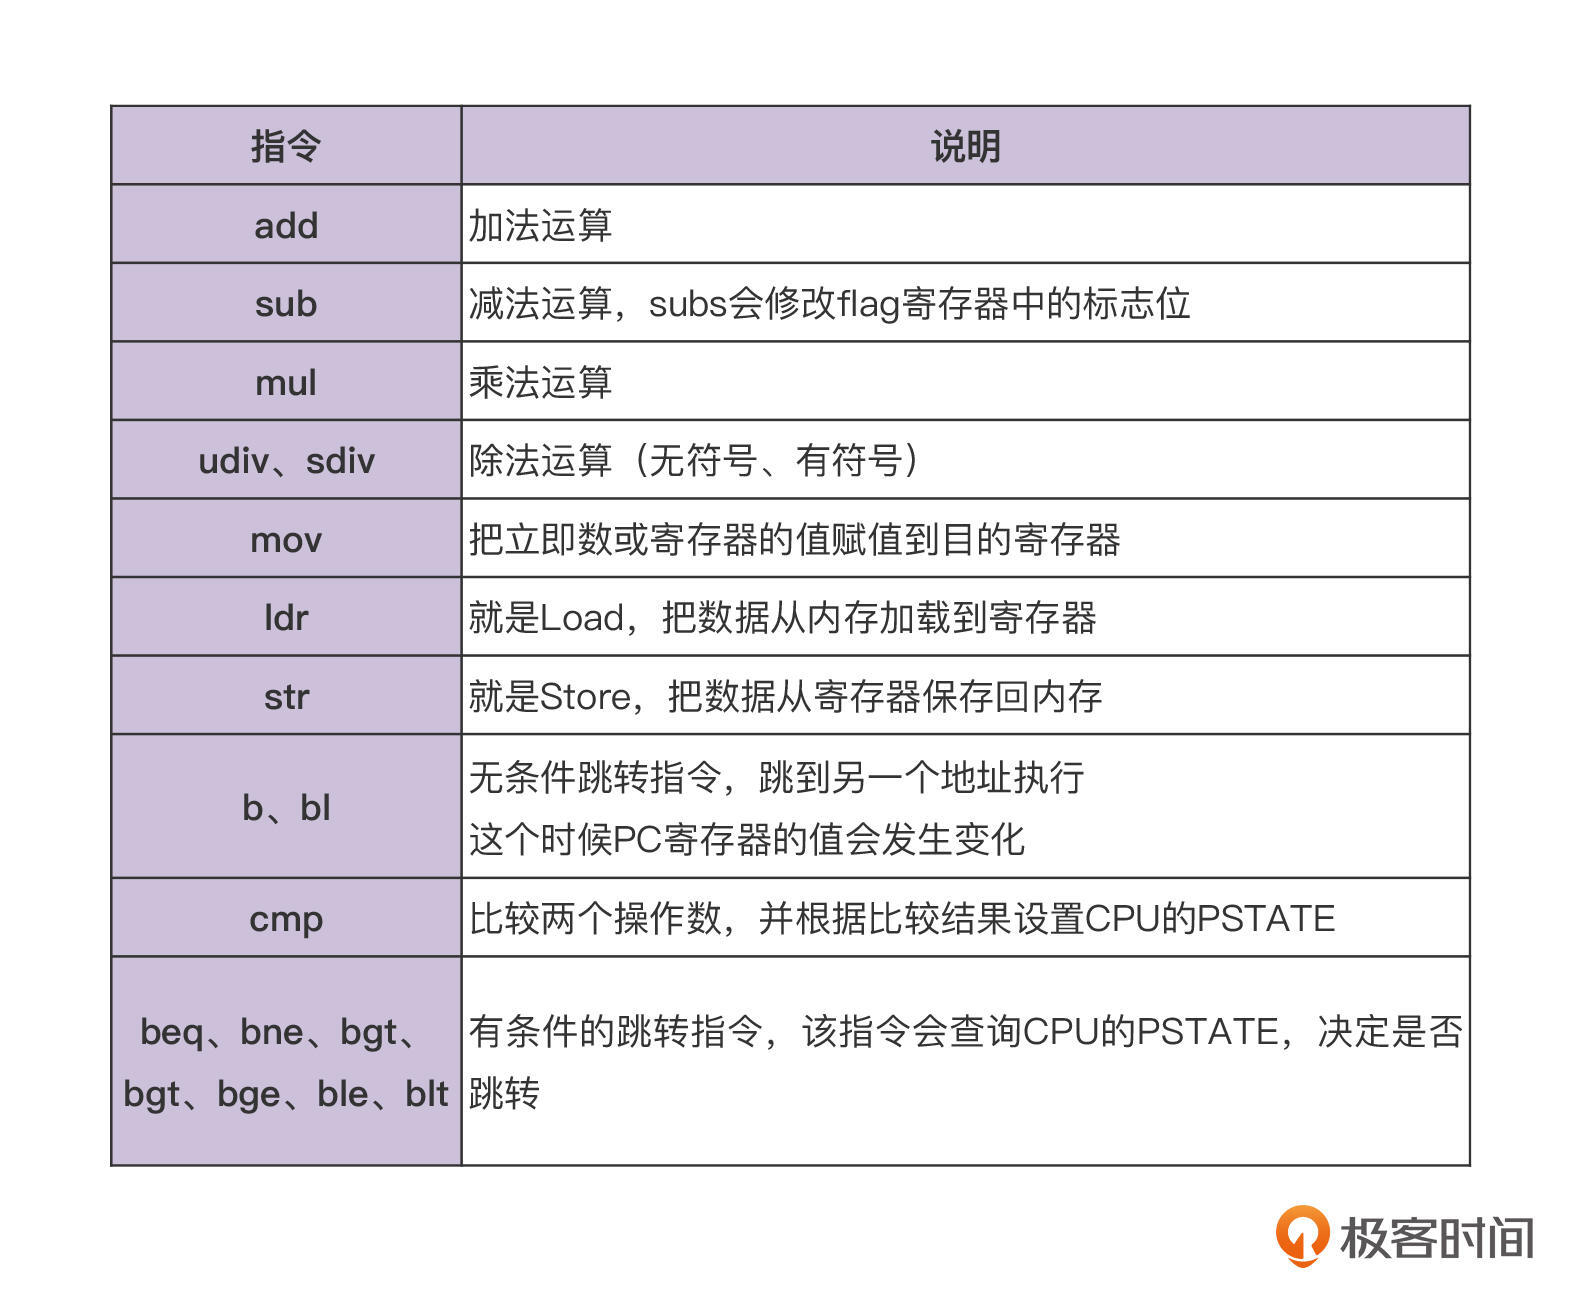 指令 说明
add 加法运算
sub 减法运算，subs会修改flag寄存器中的标志位
mul 乘法运算
udiv、sdiv 除法运算（无符号、有符号）
mov 把立即数或寄存器的值赋值到目的寄存器
ldr 就是Load，把数据从内存加载到寄存器
str 就是Store，把数据从寄存器保存回内存
b、bl
无条件跳转指令，跳到另一个地址执行
这个时候PC寄存器的值会发生变化
cmp 比较两个操作数，并根据比较结果设置CPU的PSTATE
beq、bne、bgt、
bgt、bge、ble、blt
有条件的跳转指令，该指令会查询CPU的PSTATE，决定是否
跳转
极客时间